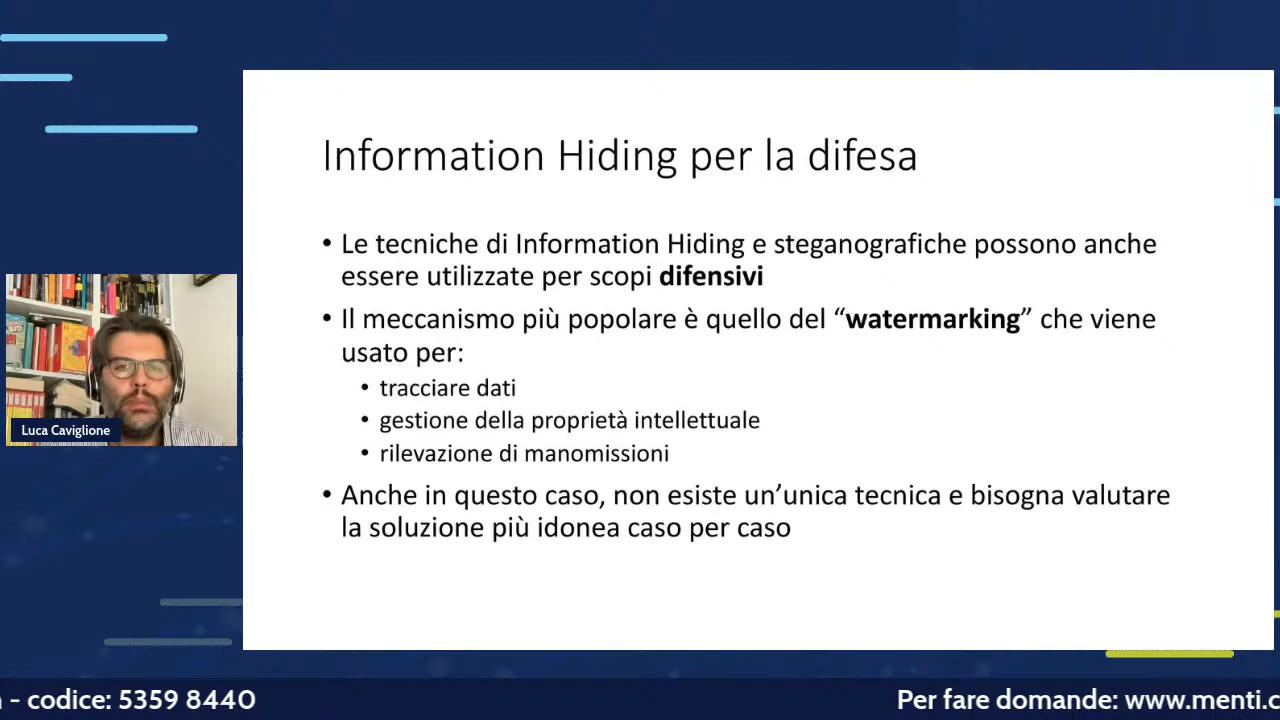 Information Hiding per la difesa
• Le tecniche di Information Hiding e steganografiche possono anche
essere utilizzate per scopi difensivi
• Il meccanismo più popolare è quello del “watermarking” che viene
usato per:
• tracciare dati
• gestione della proprietà intellettuale
• rilevazione di manomissioni
• Anche in questo caso, non esiste un’unica tecnica e bisogna valutare
la soluzione più idonea caso per caso
Luca Caviglione
- codice: 5359 8440
Per fare domande: www.menti.c